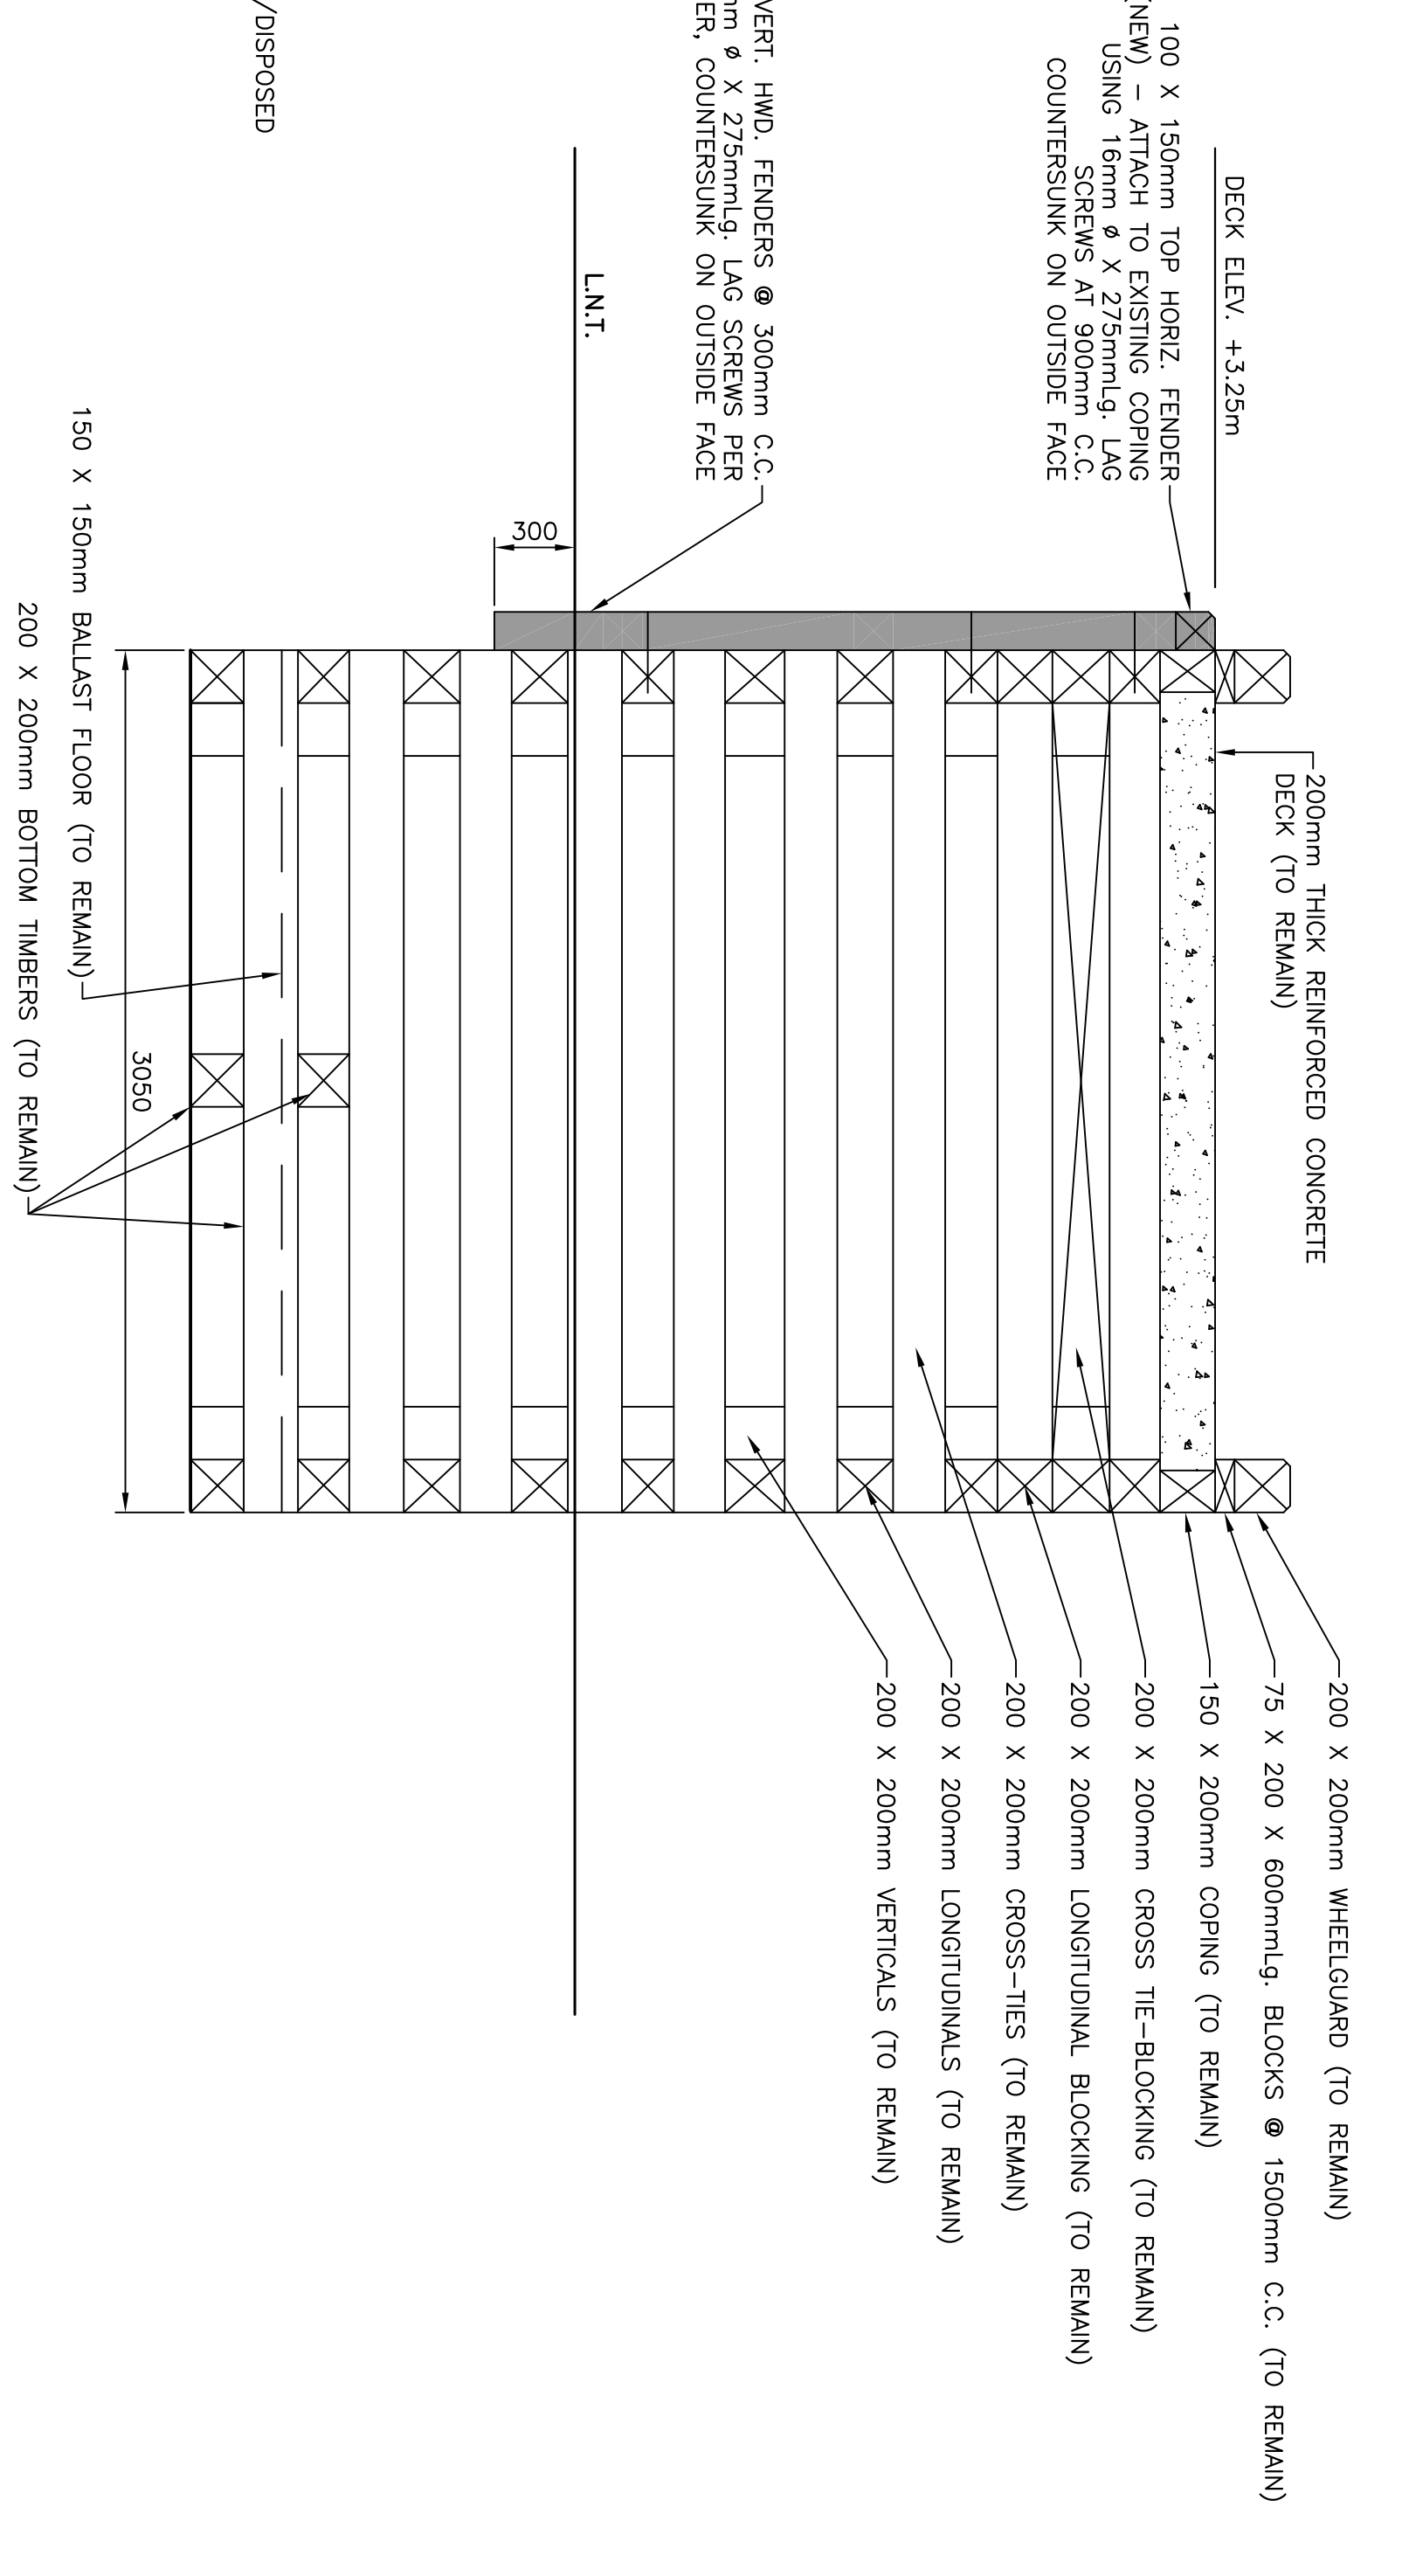 DECK ELEV. +3.25m
100 X 150mm TOP HORIZ. FENDER
(NEW) – ATTACH TO EXISTING COPING
USING 16mm ø X 275mmLg. LAG
SCREWS AT 900mm C.C.
COUNTERSUNK ON OUTSIDE FACE
VERT. HWD. FENDERS @ 300mm C.C.
ø X 275mmLg. LAG SCREWS PER
COUNTERSUNK ON OUTSIDE FACE
L.N.T.
300
/DISPOSED
200mm THICK REINFORCED CONCRETE
DECK (TO REMAIN)
200 X 200mm WHEELGUARD (TO REMAIN)
75 X 200 X 600mmLg. BLOCKS @ 1500mm C.C. (TO REMAIN)
150 X 200mm COPING (TO REMAIN)
200 X 200mm CROSS TIE–BLOCKING (TO REMAIN)
200 X 200mm LONGITUDINAL BLOCKING (TO REMAIN)
200 X 200mm CROSS–TIES (TO REMAIN)
200 X 200mm LONGITUDINALS (TO REMAIN)
200 X 200mm VERTICALS (TO REMAIN)
3050
150 X 150mm BALLAST FLOOR (TO REMAIN)
200 X 200mm BOTTOM TIMBERS (TO REMAIN)